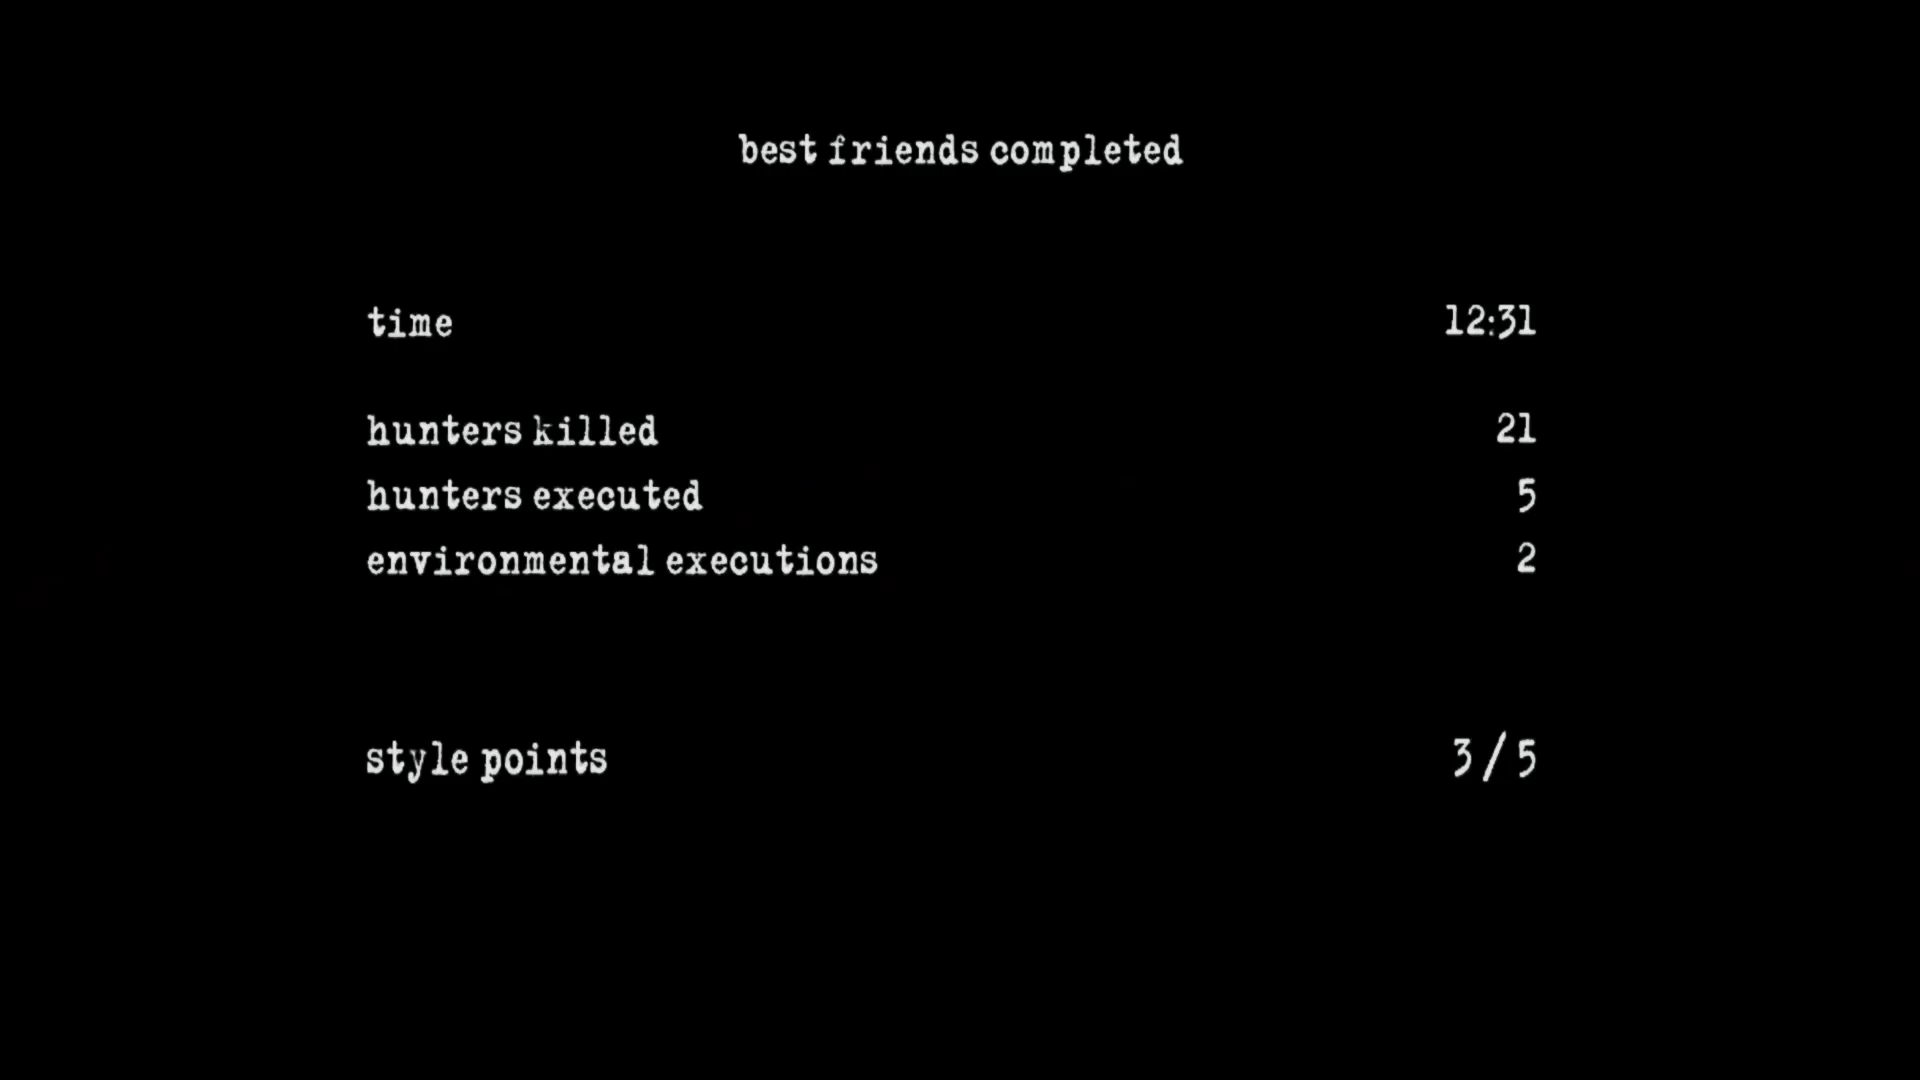 best friends completed
time 12:31
hunters killed 21
hunters executed 5
environmental executions 2
style points 3/5